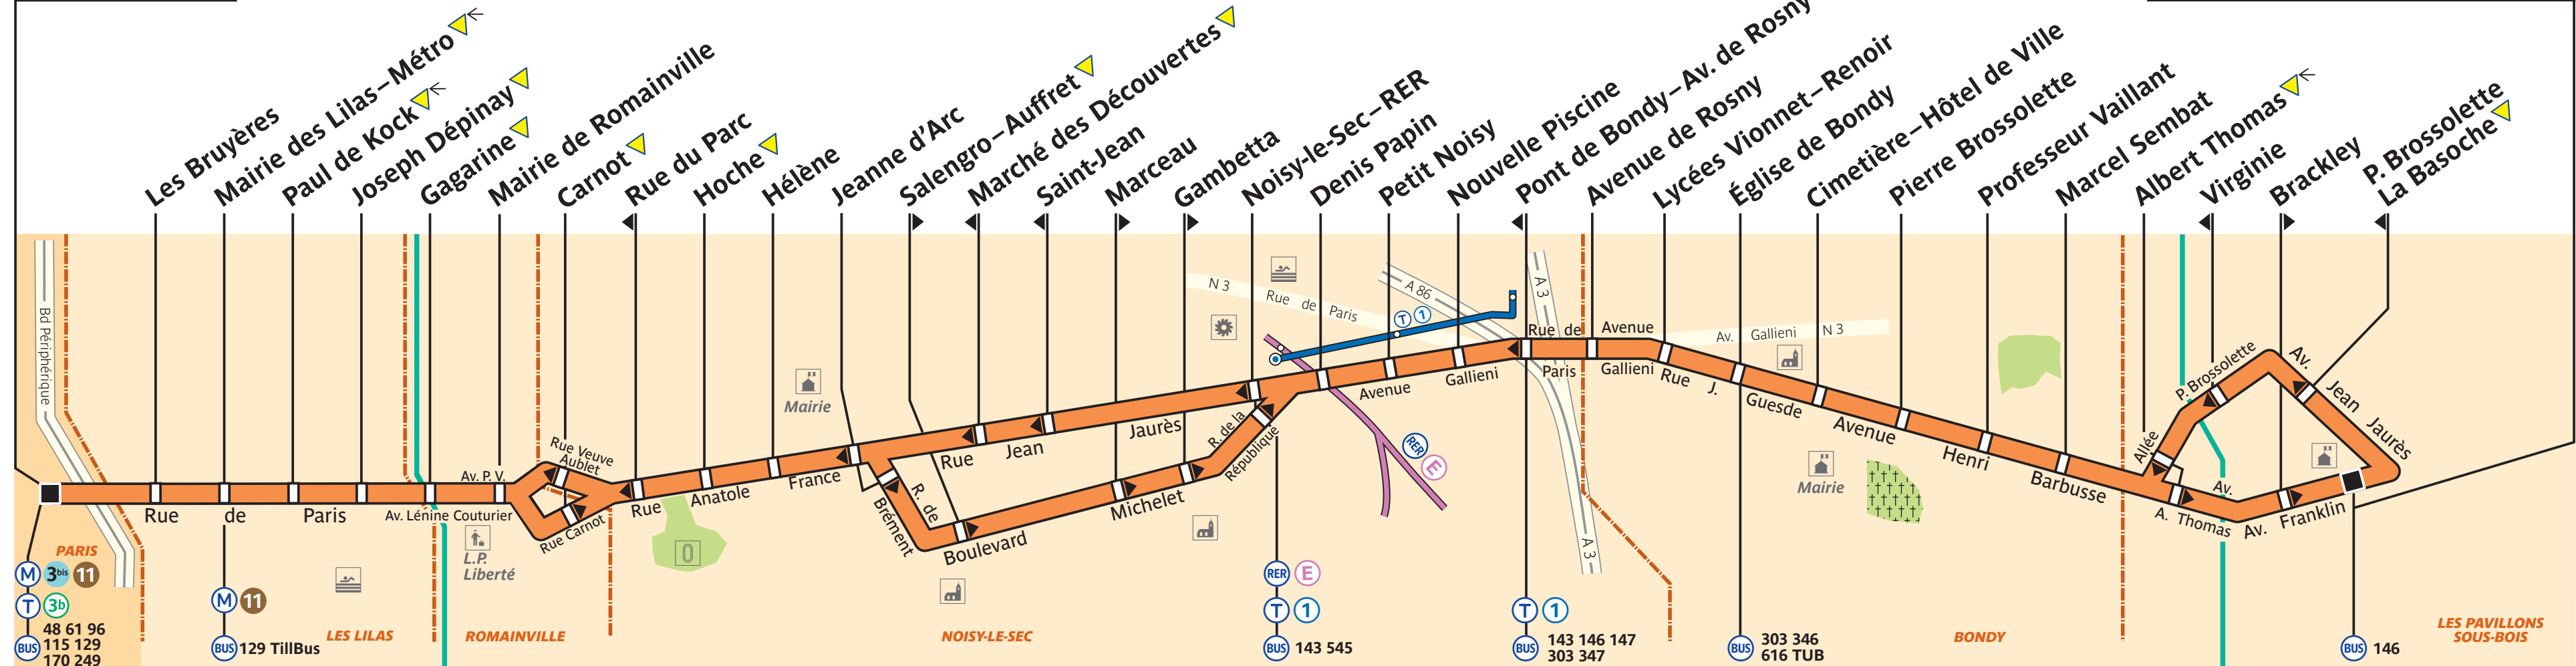 Les Bruyères
Mairie des Lilas–Métro
Paul de Kock
Joseph Dépinay
Gagarine
Mairie de Romainville
Carnot
Rue du Parc
Hoche
Hélène
Jeanne d'Arc
Salengro–Auffret
Marché des Découvertes
Saint-Jean
Marceau
Gambetta
Noisy-le-Sec–RER
Denis Papin
Petit Noisy
Nouvelle Piscine
Pont de Bondy–Av. de Rosny
Avenue de Rosny
Lycées Vionnet–Renoir
Église de Bondy
Cimetière–Hôtel de Ville
Pierre Brossolette
Professeur Vaillant
Marcel Sembat
Albert Thomas
Virginie
Brackley
P. Brossolette
La Basoche
Bd Périphérique
Rue de Paris
Av. P. V.
Av. Lénine Couturier
Rue Veuve
Aublet
Rue Carnot
Rue Anatole France
Mairie
R. de
Brément
Rue Jean Jaurès
Boulevard Michelet
R. de la
République
N 3 Rue de Paris
A 86
T 1
A 3
RER E
Avenue Gallieni
Rue de
Paris
Avenue
Gallieni
Av. Gallieni N 3
Rue J. Guesde
Avenue Henri Barbusse
Mairie
A 3
Allée
P. Brossolette
Av. Jean Jaurès
Av.
A. Thomas
Av. Franklin
L.P.
Liberté
PARIS
M 3bis 11
T 3b
BUS 48 61 96
115 129
170 249
M 11
BUS 129 TillBus
LES LILAS
ROMAINVILLE
NOISY-LE-SEC
RER E
T 1
BUS 143 545
T 1
BUS 143 146 147
303 347
BUS 303 346
616 TUB
BONDY
BUS 146
LES PAVILLONS
SOUS-BOIS